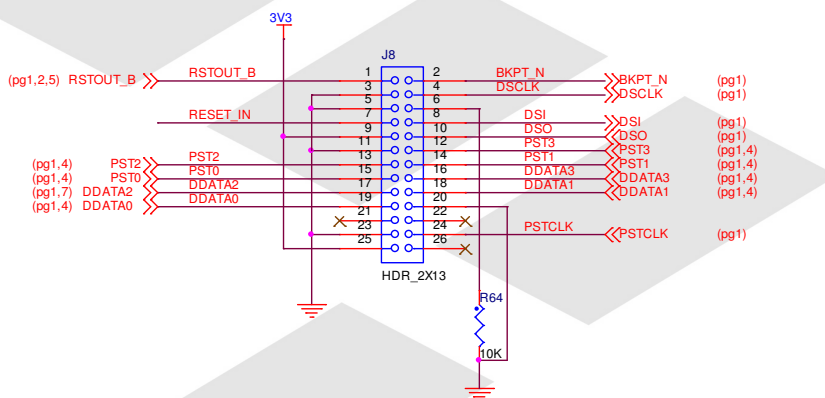 3V3
J8
(pg1,2,5) RSTOUT_B RSTOUT_B 1 2 BKPT_N BKPT_N (pg1)
3 4 DSCLK DSCLK (pg1)
5 6
RESET_IN 7 8 DSI DSI (pg1)
9 10 DSO DSO (pg1)
11 12 PST3 PST3 (pg1,4)
(pg1,4) PST2 PST2 13 14 PST1 PST1 (pg1,4)
(pg1,4) PST0 PST0 15 16 DDATA3 DDATA3 (pg1,4)
(pg1,7) DDATA2 DDATA2 17 18 DDATA1 DDATA1 (pg1,4)
(pg1,4) DDATA0 DDATA0 19 20
21 22
23 24 PSTCLK PSTCLK (pg1)
25 26
HDR_2X13
R64
10K